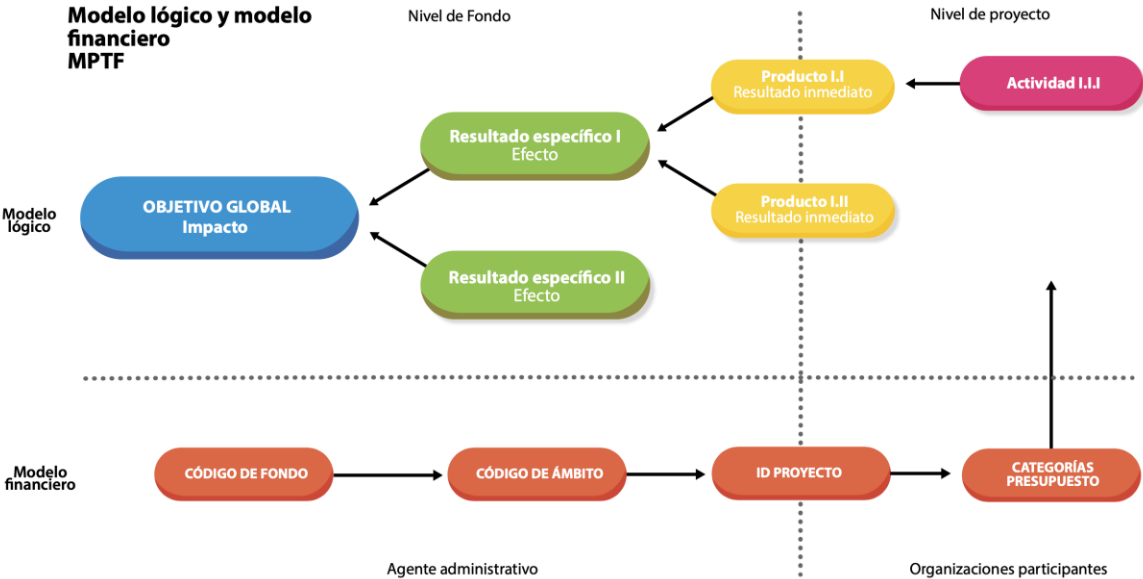 Modelo lógico y modelo
financiero
MPTF
Nivel de Fondo
Nivel de proyecto
Producto I.I
Resultado inmediato
Actividad I.I.I
Resultado específico I
Efecto
Producto I.II
Resultado inmediato
Modelo
lógico
OBJETIVO GLOBAL
Impacto
Resultado específico II
Efecto
Modelo
financiero
CÓDIGO DE FONDO
CÓDIGO DE ÁMBITO
ID PROYECTO
CATEGORÍAS
PRESUPUESTO
Agente administrativo
Organizaciones participantes